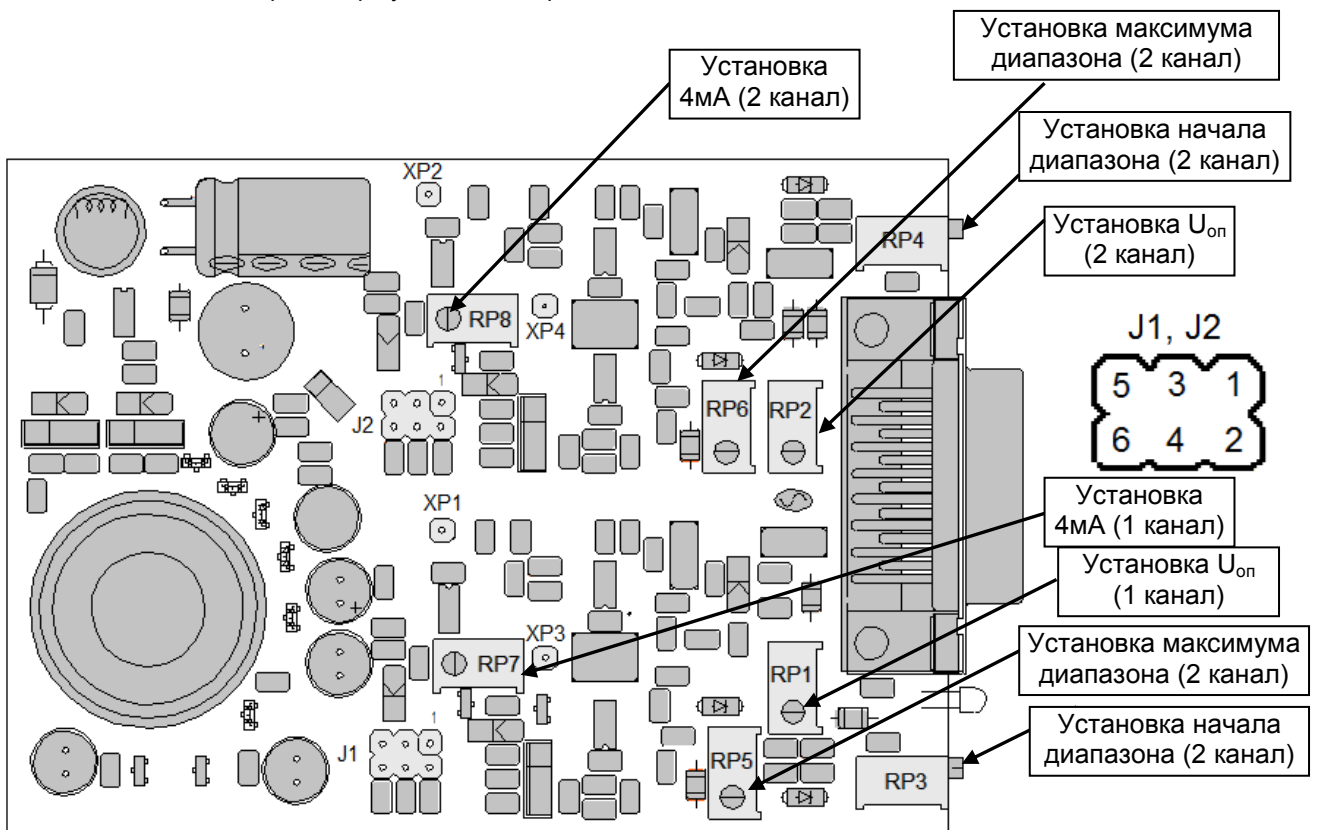 Установка максимума
диапазона (2 канал)
Установка
4мА (2 канал)
Установка начала
диапазона (2 канал)
XP2
RP4
Установка Uоп
(2 канал)
RP8
XP4
J1, J2
5 3 1
6 4 2
1
J2
RP6
RP2
+
XP1
Установка
4мА (1 канал)
Установка Uоп
(1 канал)
+
XP3
RP7
RP1
Установка максимума
диапазона (2 канал)
1
J1
RP5
RP3
Установка начала
диапазона (2 канал)